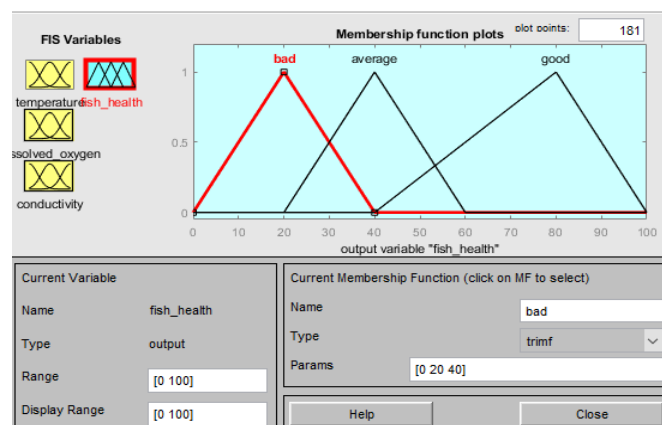 FIS Variables
Membership function plots
plot points:
181
temperature
fish_health
ssolved_oxygen
conductivity
bad
average
good
1
0.5
0
0 10 20 30 40 50 60 70 80 90 100
output variable "fish_health"
Current Variable
Name fish_health
Type output
Range [0 100]
Display Range [0 100]
Current Membership Function (click on MF to select)
Name bad
Type trimf
Params [0 20 40]
Help Close